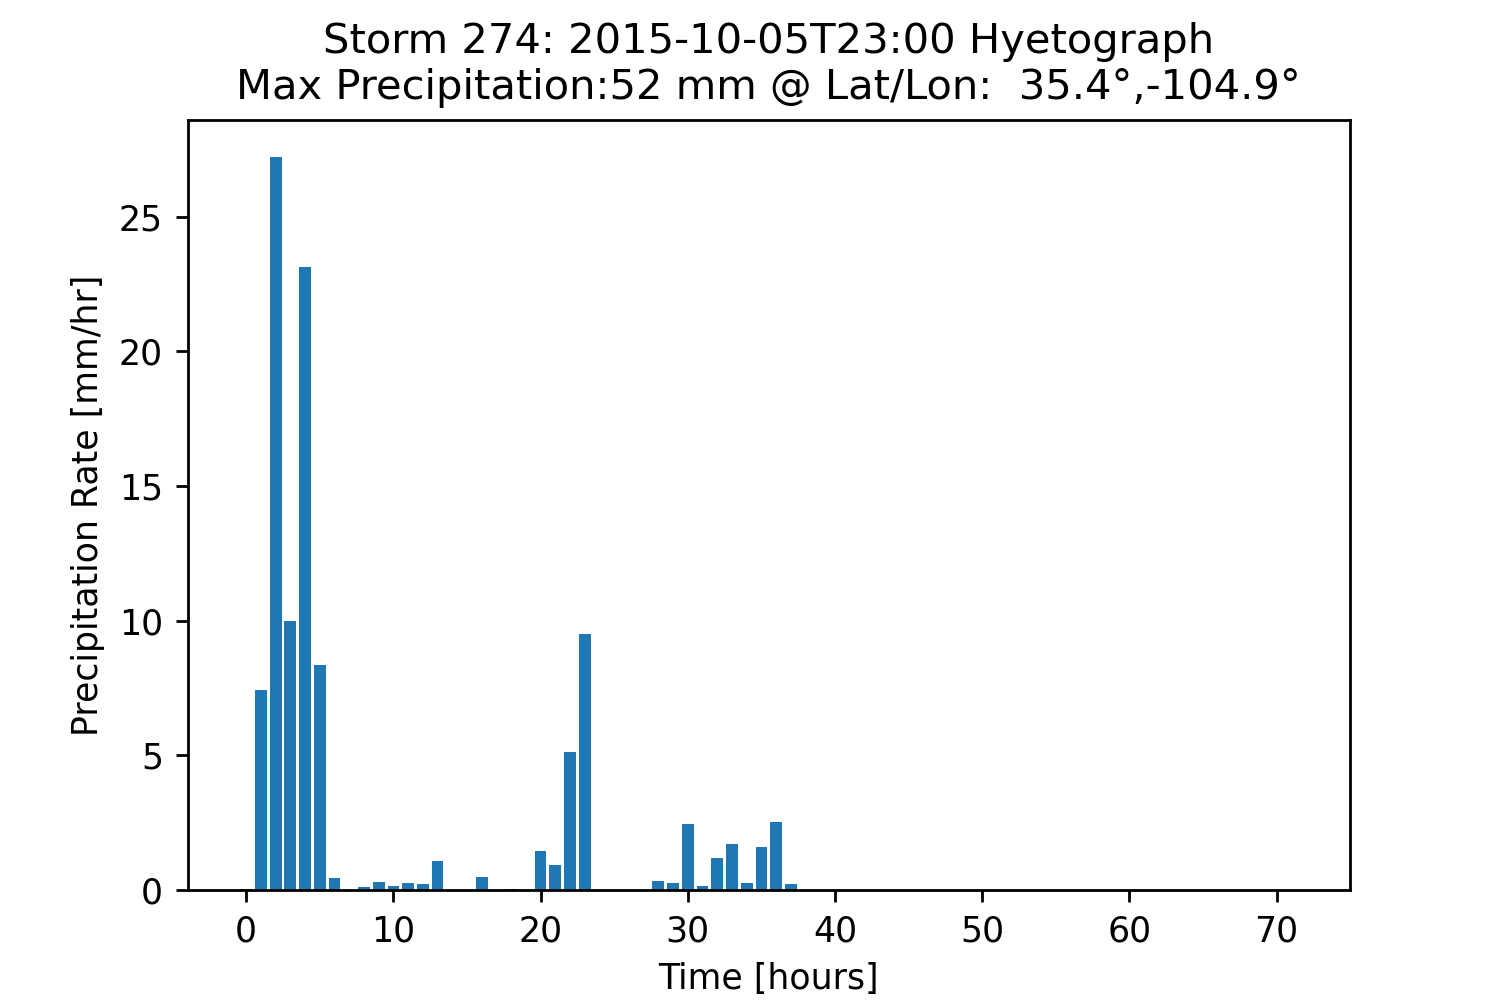 Storm 274: 2015-10-05T23:00 Hyetograph
Max Precipitation:52 mm @ Lat/Lon:  35.4°,-104.9°
Precipitation Rate [mm/hr]
25
20
15
10
5
0
0 10 20 30 40 50 60 70
Time [hours]